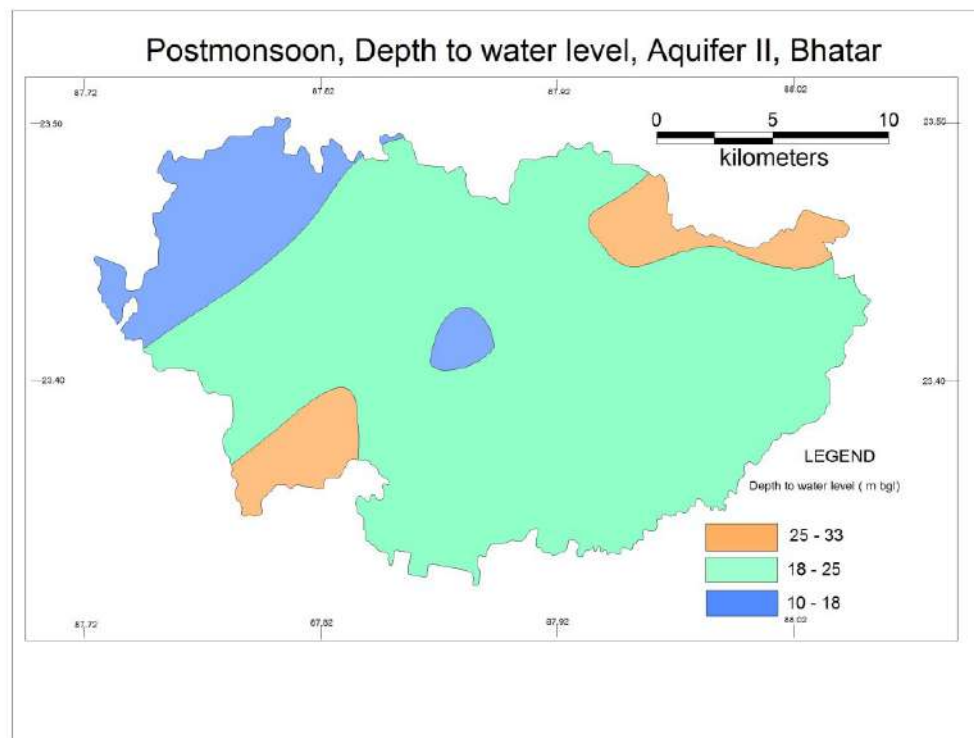 Postmonsoon, Depth to water level, Aquifer II, Bhatar
87.72 87.82 87.92 88.02
23.50 23.50
0 5 10
kilometers
23.40 23.40
LEGEND
Depth to water level ( m bgl)
25 - 33
18 - 25
10 - 18
87.72 87.82 87.92 88.02